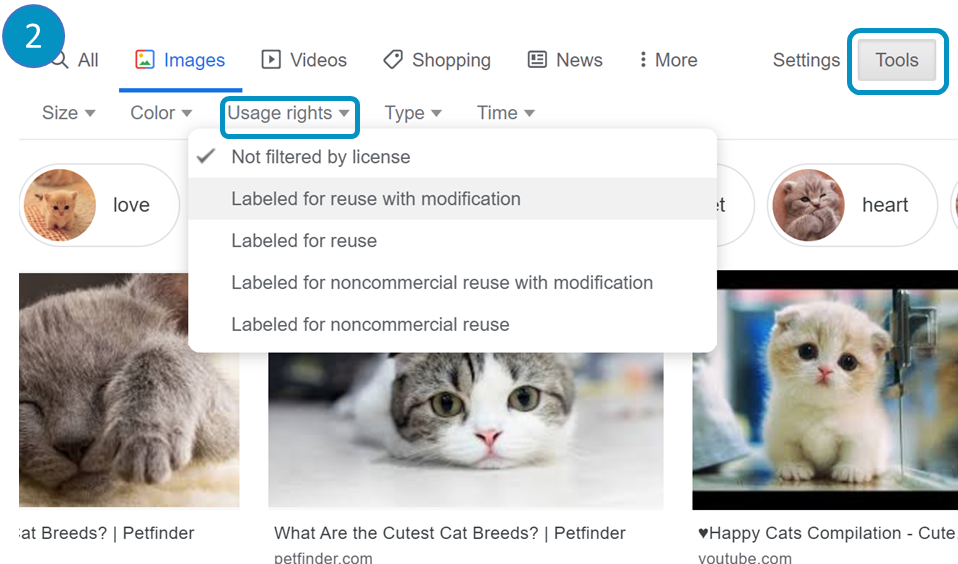 2
All Images Videos Shopping News More Settings Tools
Size Color Usage rights Type Time
Not filtered by license
Labeled for reuse with modification
Labeled for reuse
Labeled for noncommercial reuse with modification
Labeled for noncommercial reuse
love
et
heart
Cat Breeds? | Petfinder
What Are the Cutest Cat Breeds? | Petfinder
petfinder.com
♥Happy Cats Compilation - Cute
youtube.com